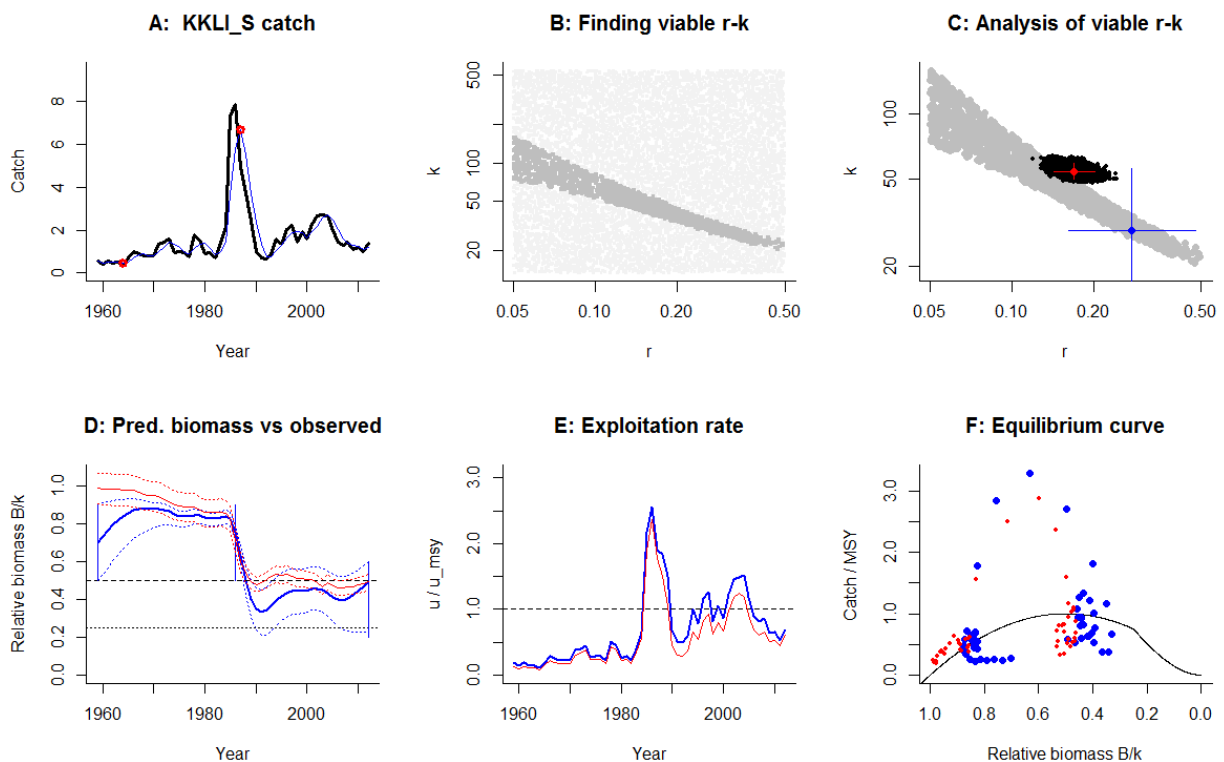 A: KKLI_S catch
B: Finding viable r-k
C: Analysis of viable r-k
Catch
0
2
4
6
8
1960
1980
2000
Year
k
20
50
100
500
0.05
0.10
0.20
0.50
r
k
20
50
100
0.05
0.10
0.20
0.50
r
D: Pred. biomass vs observed
E: Exploitation rate
F: Equilibrium curve
Relative biomass B/k
0.0
0.2
0.4
0.6
0.8
1.0
1960
1980
2000
Year
u / u_msy
0.0
1.0
2.0
3.0
1960
1980
2000
Year
Catch / MSY
0.0
1.0
2.0
3.0
1.0
0.8
0.6
0.4
0.2
0.0
Relative biomass B/k